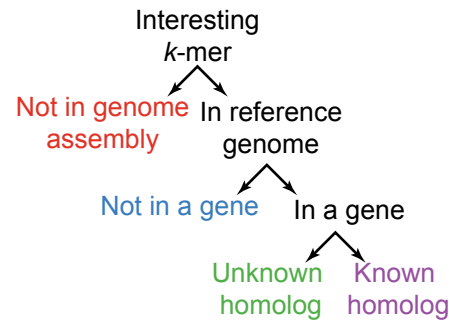 Interesting
k-mer
Not in genome
assembly
In reference
genome
Not in a gene
In a gene
Unknown
homolog
Known
homolog